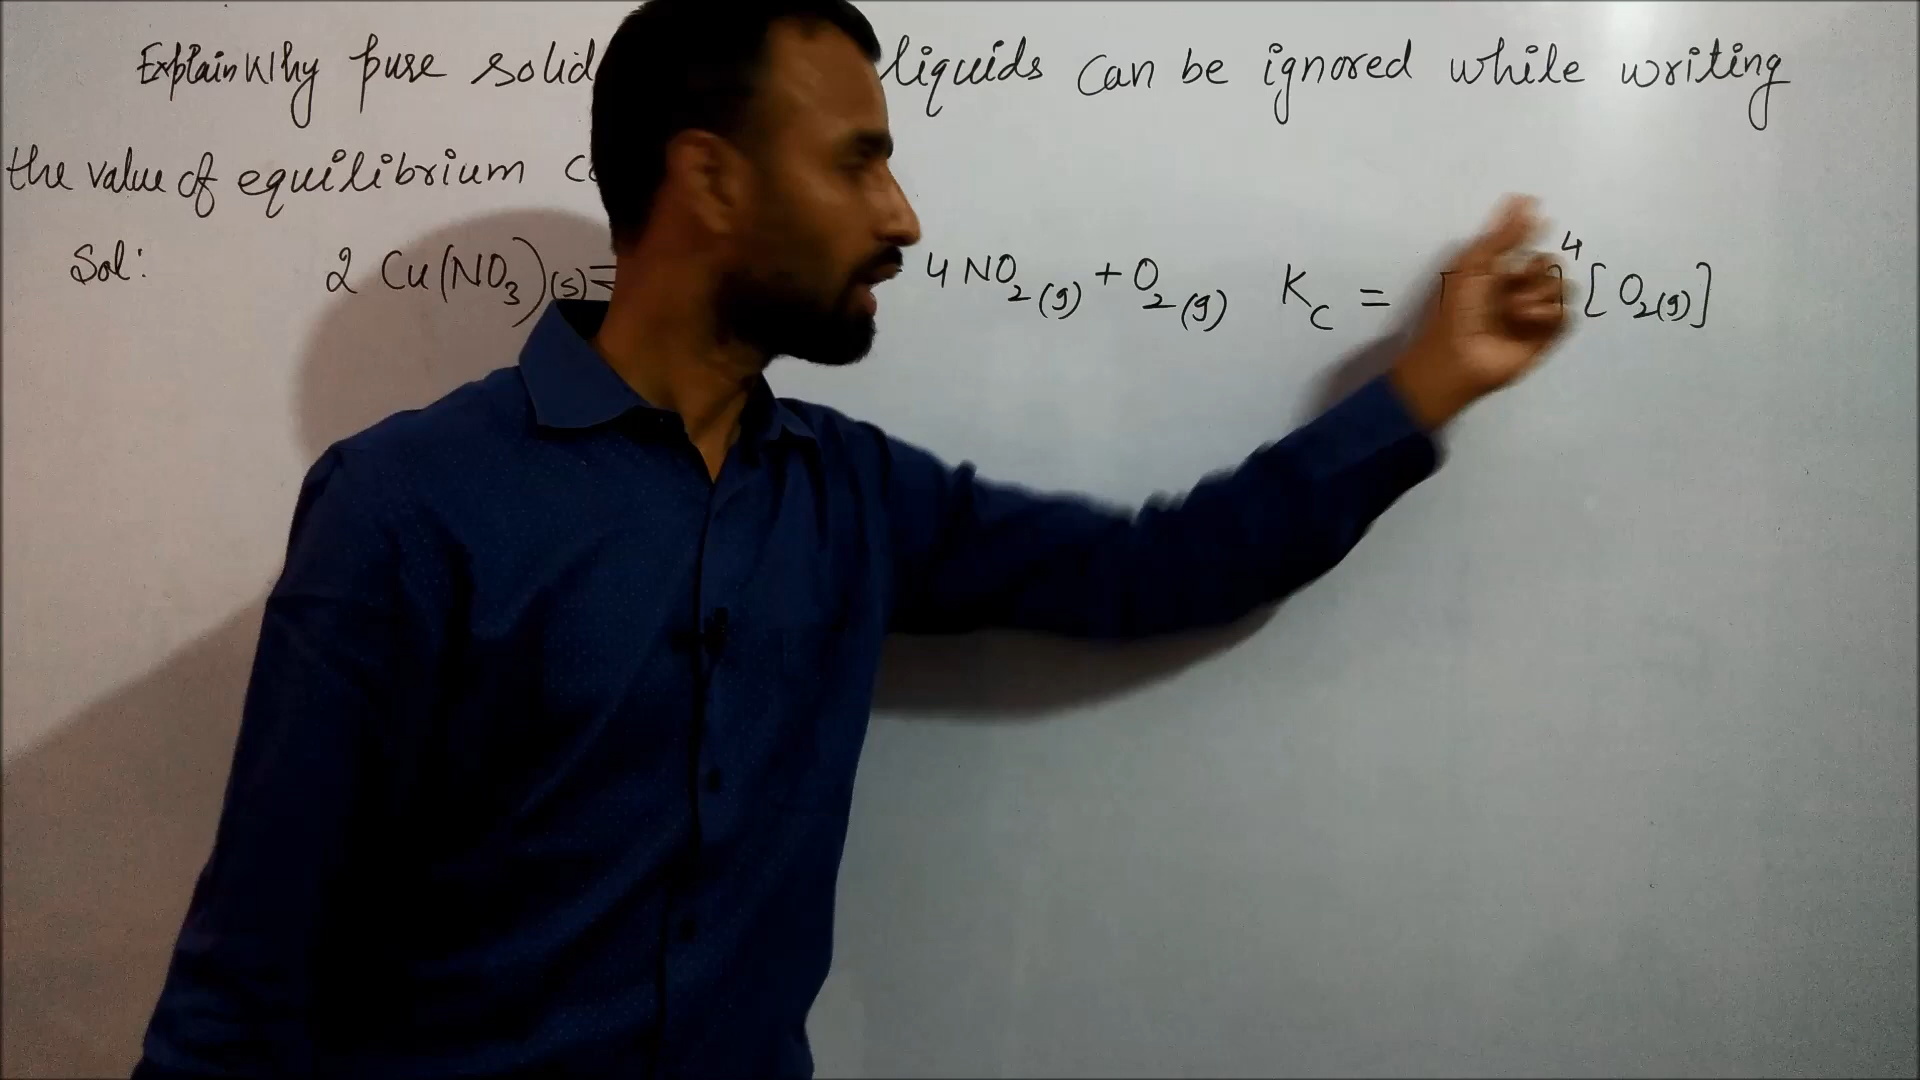 Explain Why pure solid liquids can be ignored while writing
the value of equilibrium
Sol: 2 Cu(NO3)(s) 4 NO2(g) + O2(g) Kc = ]4 [O2(g)]